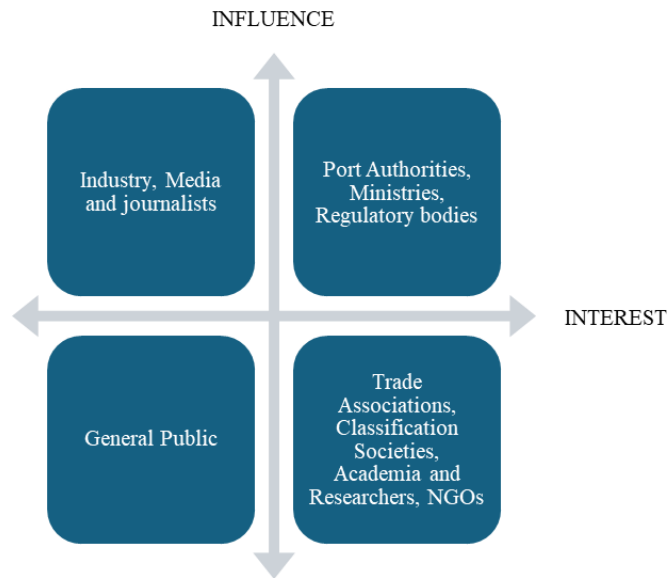 INFLUENCE
Industry, Media
and journalists
Port Authorities,
Ministries,
Regulatory bodies
INTEREST
General Public
Trade
Associations,
Classification
Societies,
Academia and
Researchers, NGOs